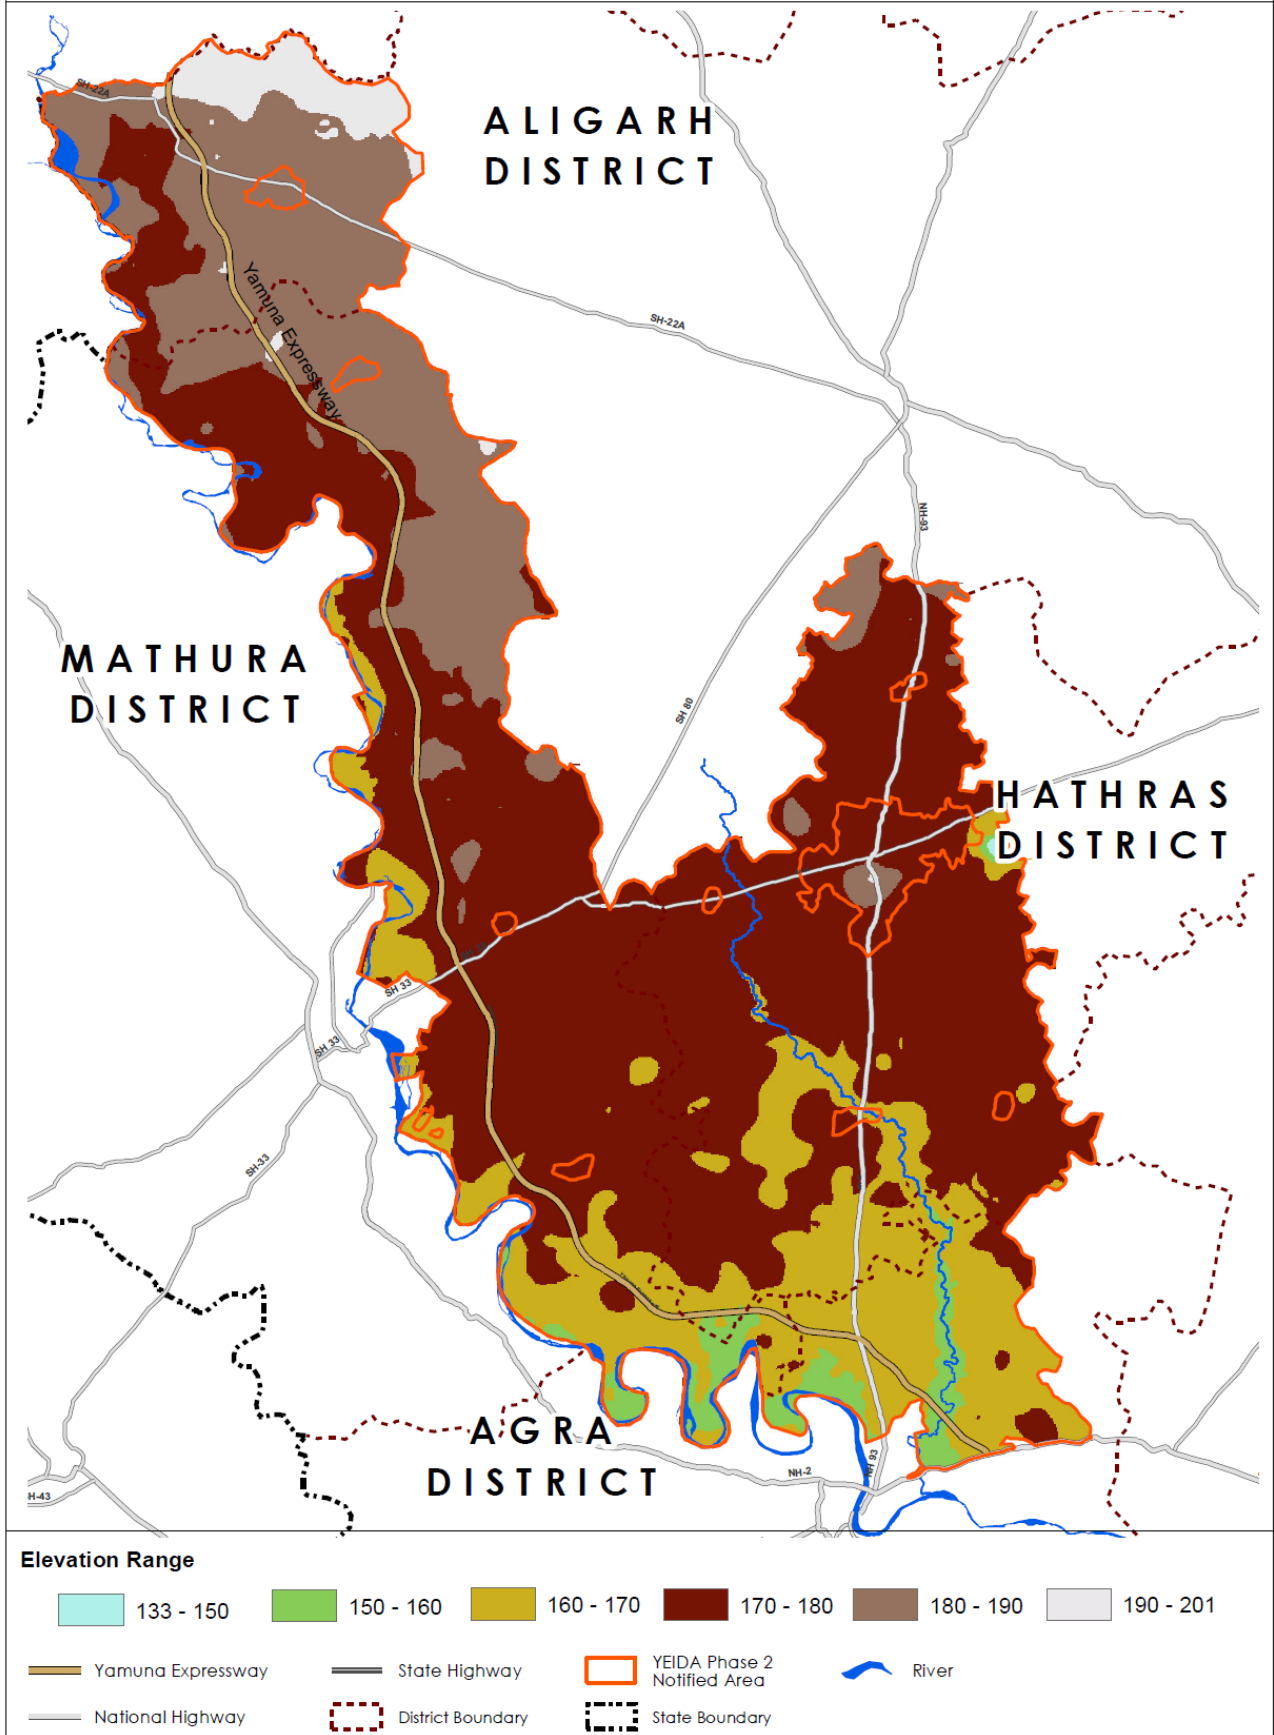 SH-22A
ALIGARH
DISTRICT
Yamuna Expressway
SH-22A
NH-93
MATHURA
DISTRICT
SH 80
HATHRAS
DISTRICT
SH 33
SH 33
SH-33
AGRA
DISTRICT
NH-2
NH 93
H-43
Elevation Range
133 - 150
150 - 160
160 - 170
170 - 180
180 - 190
190 - 201
Yamuna Expressway
State Highway
YEIDA Phase 2
Notified Area
River
National Highway
District Boundary
State Boundary